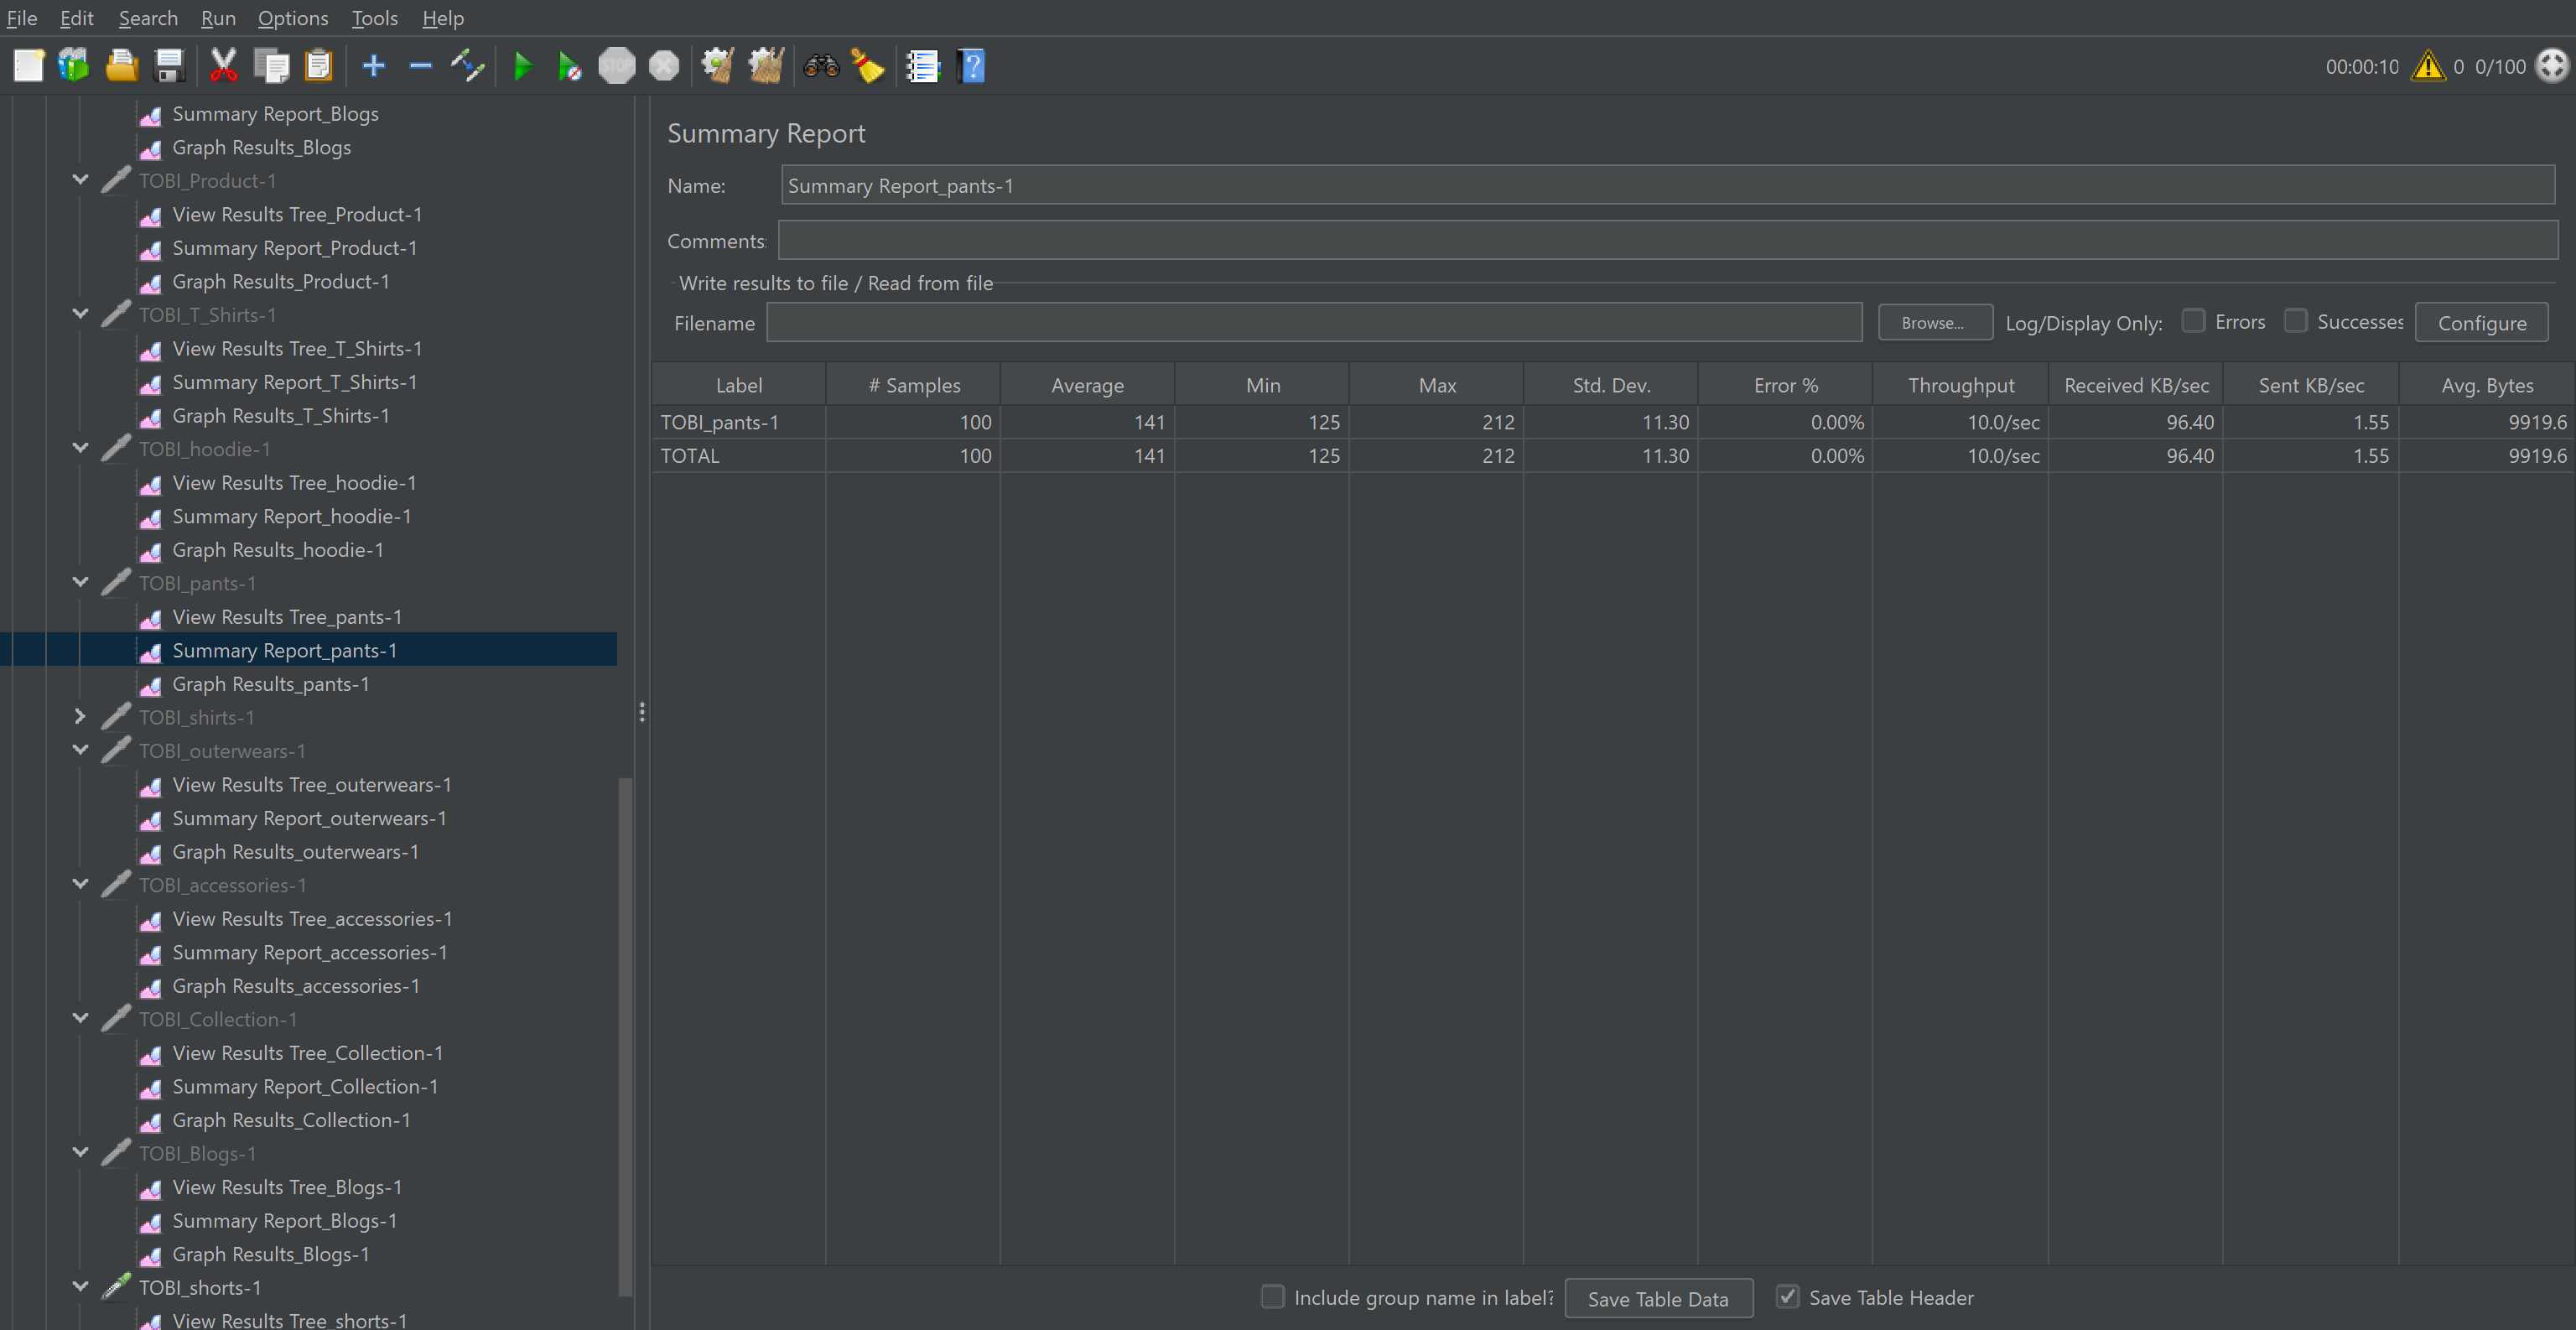 File Edit Search Run Options Tools Help
STOP
00:00:10 0 0/100
Summary Report_Blogs
Graph Results_Blogs
TOBI_Product-1
View Results Tree_Product-1
Summary Report_Product-1
Graph Results_Product-1
TOBI_T_Shirts-1
View Results Tree_T_Shirts-1
Summary Report_T_Shirts-1
Graph Results_T_Shirts-1
TOBI_hoodie-1
View Results Tree_hoodie-1
Summary Report_hoodie-1
Graph Results_hoodie-1
TOBI_pants-1
View Results Tree_pants-1
Summary Report_pants-1
Graph Results_pants-1
TOBI_shirts-1
TOBI_outerwears-1
View Results Tree_outerwears-1
Summary Report_outerwears-1
Graph Results_outerwears-1
TOBI_accessories-1
View Results Tree_accessories-1
Summary Report_accessories-1
Graph Results_accessories-1
TOBI_Collection-1
View Results Tree_Collection-1
Summary Report_Collection-1
Graph Results_Collection-1
TOBI_Blogs-1
View Results Tree_Blogs-1
Summary Report_Blogs-1
Graph Results_Blogs-1
TOBI_shorts-1
View Results Tree_shorts-1
Summary Report
Name: Summary Report_pants-1
Comments:
Write results to file / Read from file
Filename Browse... Log/Display Only: Errors Successes Configure
Label # Samples Average Min Max Std. Dev. Error % Throughput Received KB/sec Sent KB/sec Avg. Bytes
TOBI_pants-1 100 141 125 212 11.30 0.00% 10.0/sec 96.40 1.55 9919.6
TOTAL 100 141 125 212 11.30 0.00% 10.0/sec 96.40 1.55 9919.6
Include group name in label? Save Table Data Save Table Header